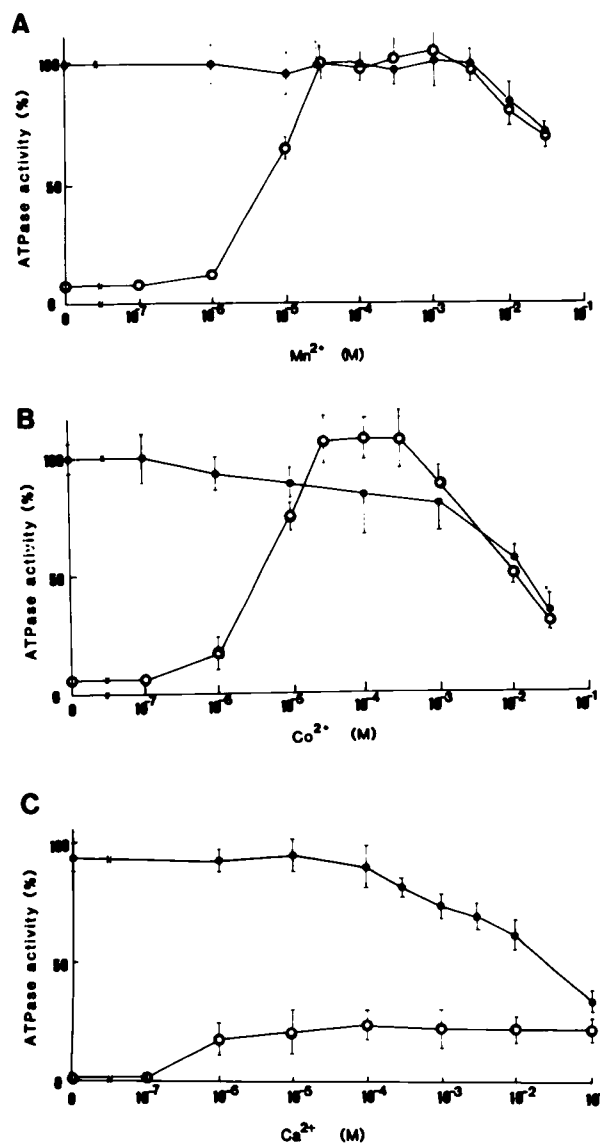 A
ATPase activity (%)
100
50
0
0 10⁻⁷ 10⁻⁶ 10⁻⁵ 10⁻⁴ 10⁻³ 10⁻² 10⁻¹
Mn²⁺ (M)
B
ATPase activity (%)
100
50
0
0 10⁻⁷ 10⁻⁶ 10⁻⁵ 10⁻⁴ 10⁻³ 10⁻² 10⁻¹
Co²⁺ (M)
C
ATPase activity (%)
100
50
0
0 10⁻⁷ 10⁻⁶ 10⁻⁵ 10⁻⁴ 10⁻³ 10⁻²
Ca²⁺ (M)